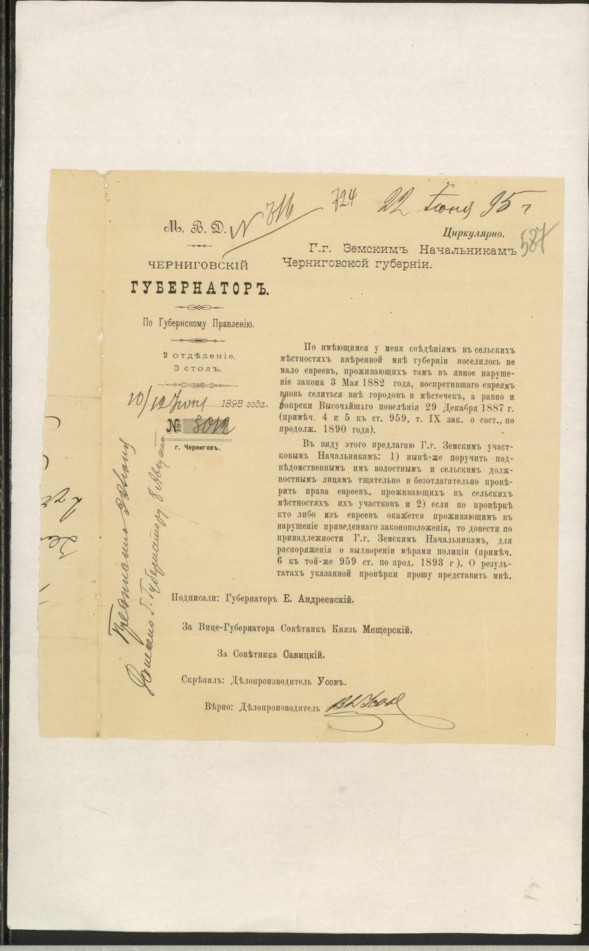 N 316
724
22 Июня 95 г
М. В. Д.
Циркулярно.
587
Г.г. Земскимъ Начальникамъ
Черниговской губерніи.
ЧЕРНИГОВСКІЙ
ГУБЕРНАТОРЪ.
По Губернскому Правленію.
2 ОТДѢЛЕНІЕ,
3 СТОЛЪ.
1895 года.
№
г. Черниговъ.
По имѣющимся у меня свѣдѣніямъ въ сельскихъ
мѣстностяхъ ввѣренной мнѣ губерніи поселилось не
мало евреевъ, проживающихъ тамъ въ явное наруше-
ніе закона 3 Мая 1882 года, воспретившаго евреямъ
вновь селиться внѣ городовъ и мѣстечекъ, а равно и
вопреки Высочайшаго повелѣнія 29 Декабря 1887 г.
(примѣч. 4 и 5 къ ст. 959, т. IX зак. о сост., по
продолж. 1890 года).
Въ виду этого предлагаю Г.г. Земскимъ участ-
ковымъ Начальникамъ: 1) нынѣ-же поручить под-
вѣдомственнымъ имъ волостнымъ и сельскимъ долж-
ностнымъ лицамъ тщательно и безотлагательно провѣ-
рить права евреевъ, проживающихъ въ сельскихъ
мѣстностяхъ ихъ участковъ и 2) если по провѣркѣ
кто либо изъ евреевъ окажется проживающимъ въ
нарушеніе приведеннаго законоположенія, то донести по
принадлежности Г.г. Земскимъ Начальникамъ, для
распоряженія о выдвореніи мѣрами полиціи (примѣч.
6 къ той-же 959 ст. по прод. 1893 г.). О резуль-
татахъ указанной провѣрки прошу представить мнѣ.
Подписали: Губернаторъ Е. Андреевскій.
За Вице-Губернатора Совѣтникъ Князь Мещерскій.
За Совѣтника Савицкій.
Скрѣпилъ: Дѣлопроизводитель Усовъ.
Вѣрно: Дѣлопроизводитель